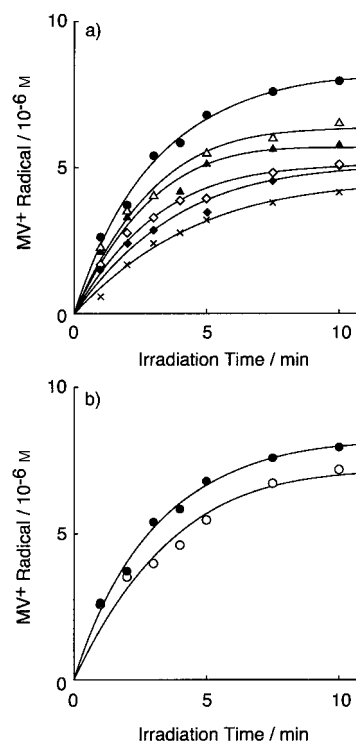 a)
10
5
0
MV+ Radical / 10-6 M
0 5 10
Irradiation Time / min
b)
10
5
0
MV+ Radical / 10-6 M
0 5 10
Irradiation Time / min